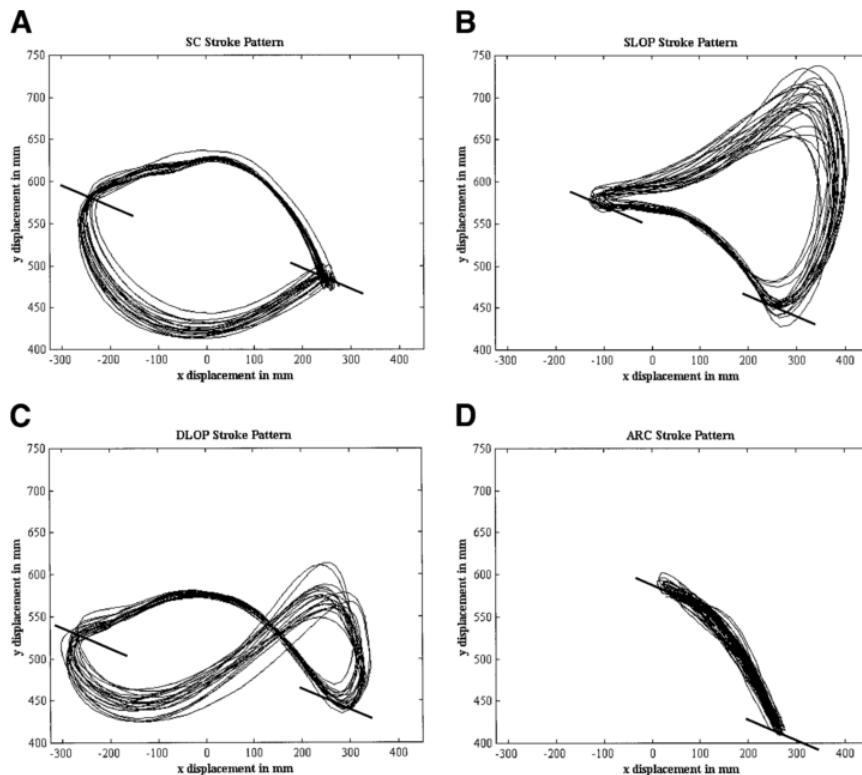 A
SC Stroke Pattern
y displacement in mm
750
700
650
600
550
500
450
400
-300 -200 -100 0 100 200 300 400
x displacement in mm
B
SLOP Stroke Pattern
y displacement in mm
750
700
650
600
550
500
450
400
-300 -200 -100 0 100 200 300 400
x displacement in mm
C
DLOP Stroke Pattern
y displacement in mm
750
700
650
600
550
500
450
400
-300 -200 -100 0 100 200 300 400
x displacement in mm
D
ARC Stroke Pattern
y displacement in mm
750
700
650
600
550
500
450
400
-300 -200 -100 0 100 200 300 400
x displacement in mm